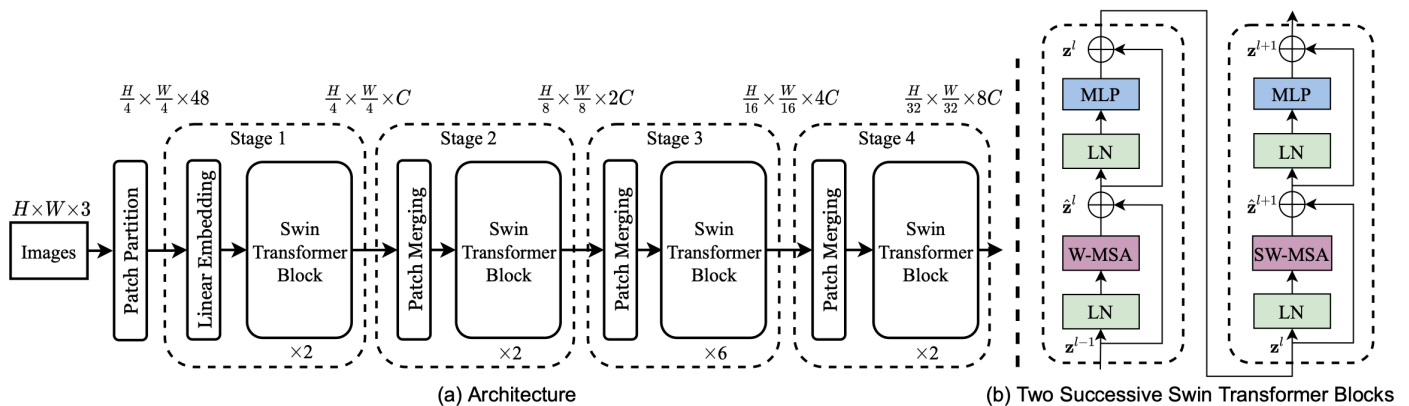 H/4 × W/4 × 48
H/4 × W/4 × C
H/8 × W/8 × 2C
H/16 × W/16 × 4C
H/32 × W/32 × 8C
H×W×3
Images
Patch Partition
Stage 1
Linear Embedding
Swin
Transformer
Block
×2
Stage 2
Patch Merging
Swin
Transformer
Block
×2
Stage 3
Patch Merging
Swin
Transformer
Block
×6
Stage 4
Patch Merging
Swin
Transformer
Block
×2
(a) Architecture
z^l
MLP
LN
ẑ^l
W-MSA
LN
z^{l-1}
z^{l+1}
MLP
LN
ẑ^{l+1}
SW-MSA
LN
z^l
(b) Two Successive Swin Transformer Blocks